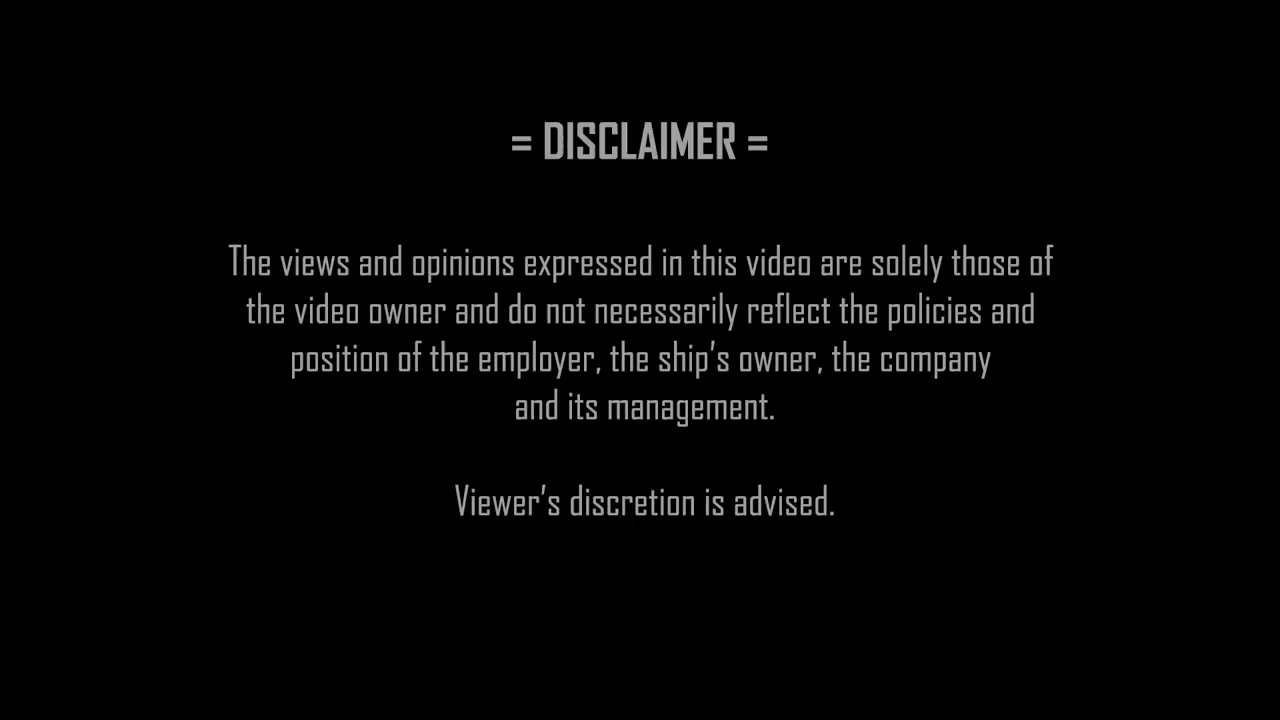 = DISCLAIMER =
The views and opinions expressed in this video are solely those of
the video owner and do not necessarily reflect the policies and
position of the employer, the ship’s owner, the company
and its management.
Viewer’s discretion is advised.